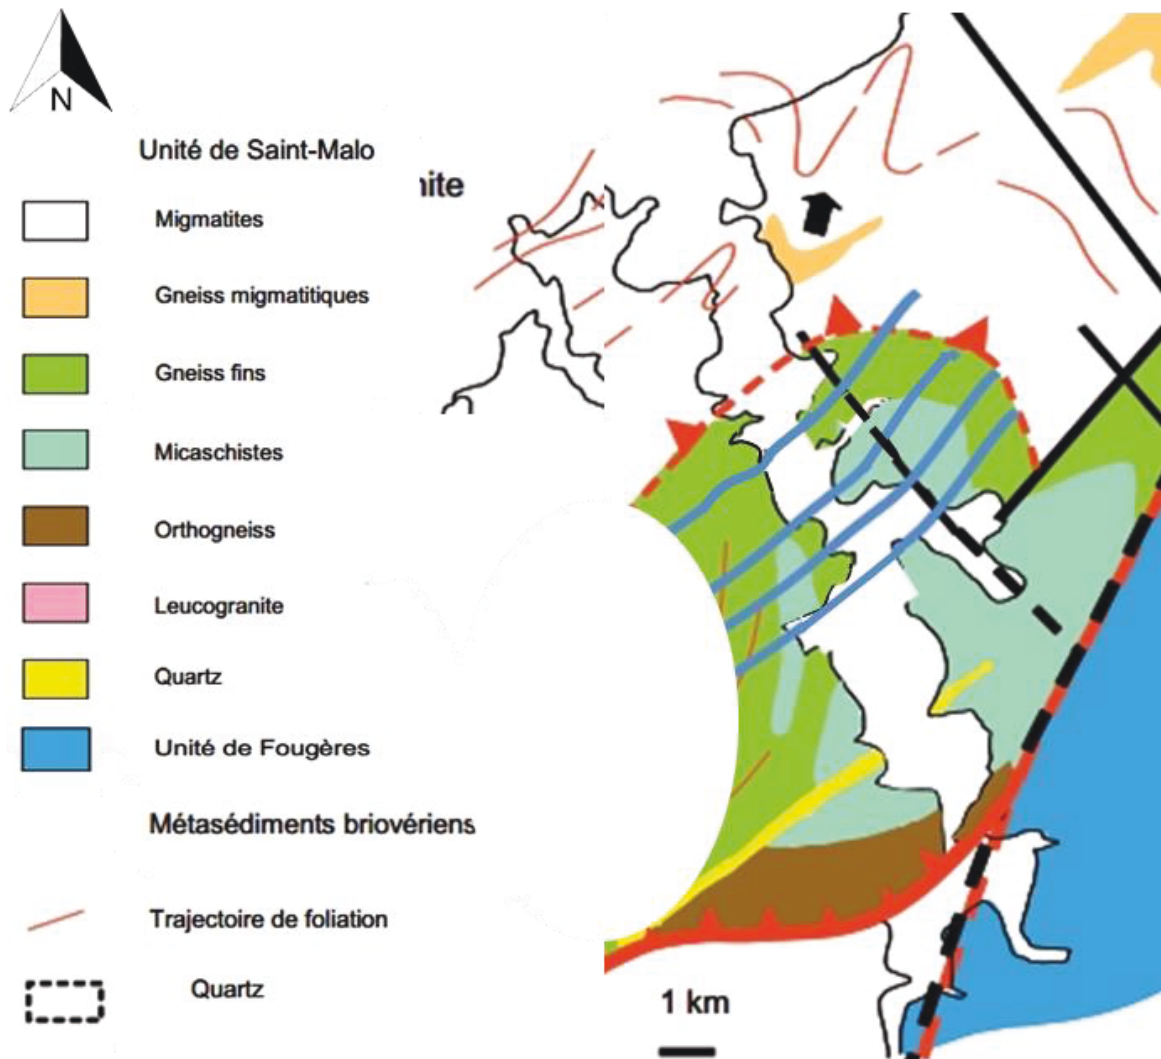 N
Unité de Saint-Malo
Migmatites
Gneiss migmatitiques
Gneiss fins
Micaschistes
Orthogneiss
Leucogranite
Quartz
Unité de Fougères
Métasédiments briovériens
Trajectoire de foliation
Quartz
1 km